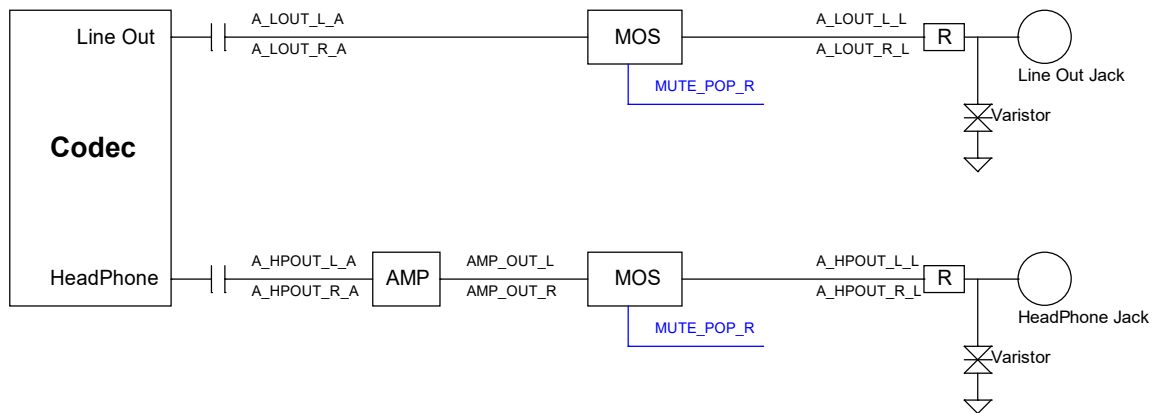 A_LOUT_L_A
A_LOUT_L_L
Line Out
MOS
R
A_LOUT_R_A
A_LOUT_R_L
Line Out Jack
MUTE_POP_R
Varistor
Codec
A_HPOUT_L_A
AMP_OUT_L
A_HPOUT_L_L
HeadPhone
AMP
MOS
R
A_HPOUT_R_A
AMP_OUT_R
A_HPOUT_R_L
HeadPhone Jack
MUTE_POP_R
Varistor